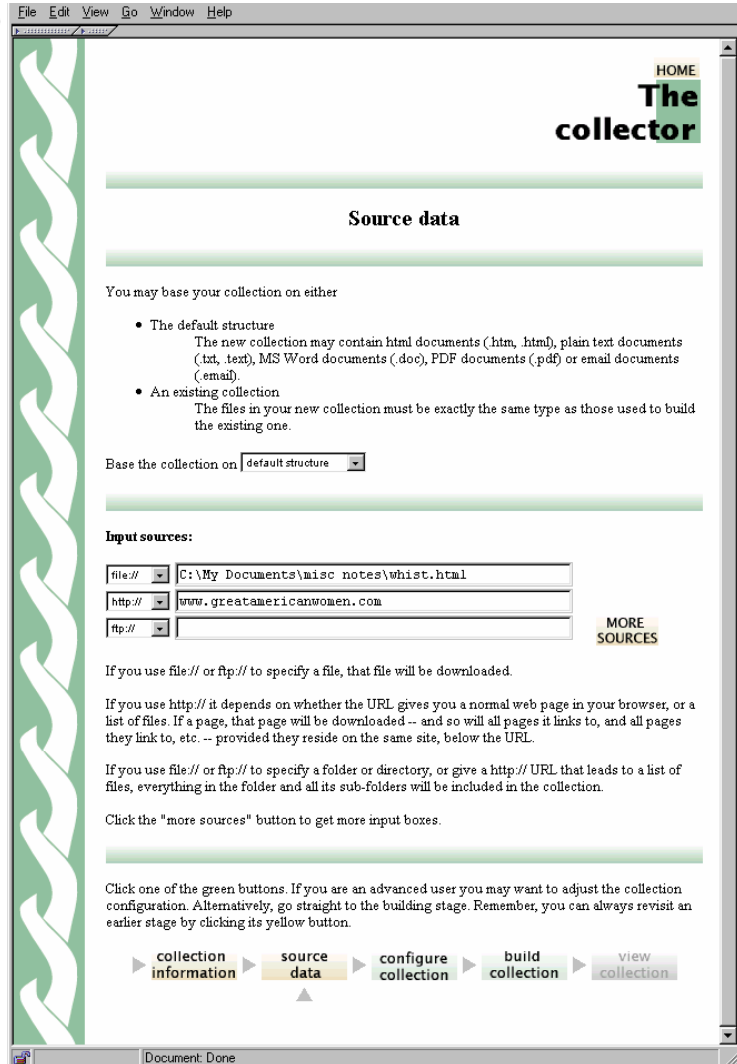 File Edit View Go Window Help
HOME
The
collector
Source data
You may base your collection on either
• The default structure
The new collection may contain html documents (.htm, .html), plain text documents
(.txt, .text), MS Word documents (.doc), PDF documents (.pdf) or email documents
(.email).
• An existing collection
The files in your new collection must be exactly the same type as those used to build
the existing one.
Base the collection on default structure
Input sources:
file:// C:\My Documents\misc notes\whist.html
http:// www.greatamericanwomen.com
ftp://
MORE
SOURCES
If you use file:// or ftp:// to specify a file, that file will be downloaded.
If you use http:// it depends on whether the URL gives you a normal web page in your browser, or a
list of files. If a page, that page will be downloaded -- and so will all pages it links to, and all pages
they link to, etc. -- provided they reside on the same site, below the URL.
If you use file:// or ftp:// to specify a folder or directory, or give a http:// URL that leads to a list of
files, everything in the folder and all its sub-folders will be included in the collection.
Click the "more sources" button to get more input boxes.
Click one of the green buttons. If you are an advanced user you may want to adjust the collection
configuration. Alternatively, go straight to the building stage. Remember, you can always revisit an
earlier stage by clicking its yellow button.
collection
information
source
data
configure
collection
build
collection
view
collection
Document: Done